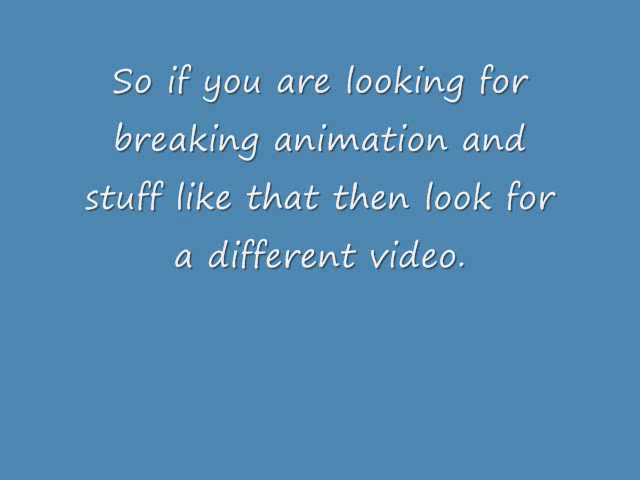 So if you are looking for
breaking animation and
stuff like that then look for
a different video.